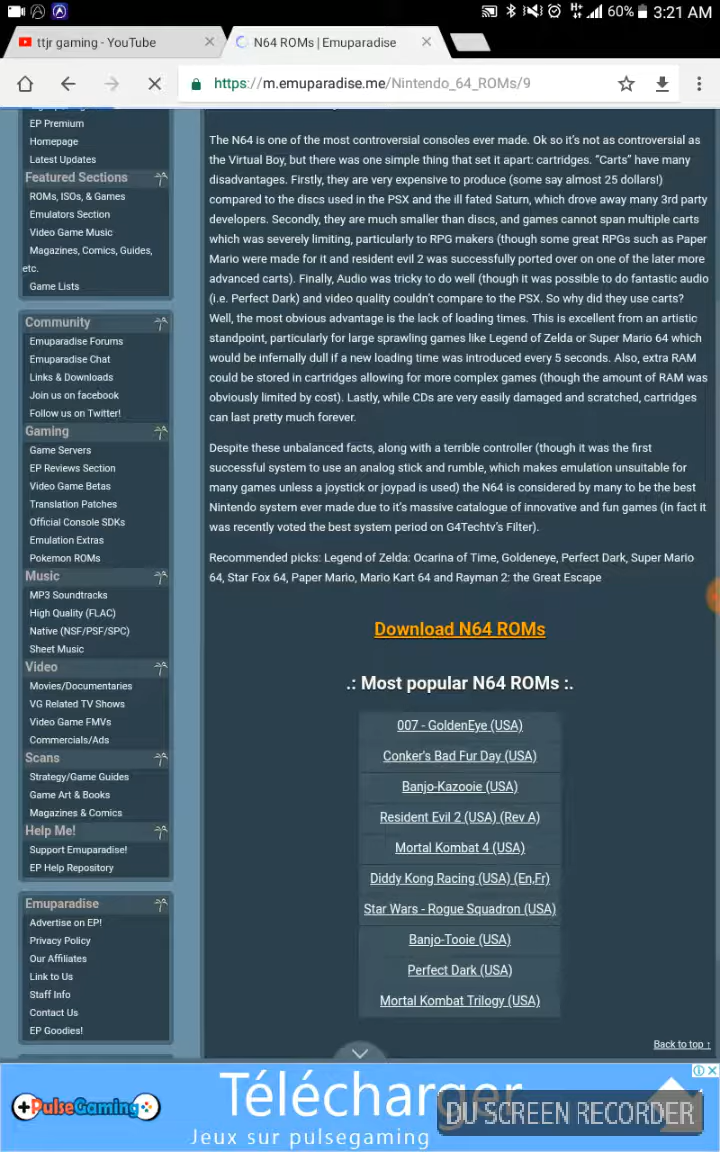 60% 3:21 AM
ttjr gaming - YouTube
N64 ROMs | Emuparadise
https://m.emuparadise.me/Nintendo_64_ROMs/9
EP Premium
Homepage
Latest Updates
Featured Sections
ROMs, ISOs, & Games
Emulators Section
Video Game Music
Magazines, Comics, Guides,
etc.
Game Lists
Community
Emuparadise Forums
Emuparadise Chat
Links & Downloads
Join us on facebook
Follow us on Twitter!
Gaming
Game Servers
EP Reviews Section
Video Game Betas
Translation Patches
Official Console SDKs
Emulation Extras
Pokemon ROMs
Music
MP3 Soundtracks
High Quality (FLAC)
Native (NSF/PSF/SPC)
Sheet Music
Video
Movies/Documentaries
VG Related TV Shows
Video Game FMVs
Commercials/Ads
Scans
Strategy/Game Guides
Game Art & Books
Magazines & Comics
Help Me!
Support Emuparadise!
EP Help Repository
Emuparadise
Advertise on EP!
Privacy Policy
Our Affiliates
Link to Us
Staff Info
Contact Us
EP Goodies!
The N64 is one of the most controversial consoles ever made. Ok so it's not as controversial as
the Virtual Boy, but there was one simple thing that set it apart: cartridges. “Carts” have many
disadvantages. Firstly, they are very expensive to produce (some say almost 25 dollars!)
compared to the discs used in the PSX and the ill fated Saturn, which drove away many 3rd party
developers. Secondly, they are much smaller than discs, and games cannot span multiple carts
which was severely limiting, particularly to RPG makers (though some great RPGs such as Paper
Mario were made for it and resident evil 2 was successfully ported over on one of the later more
advanced carts). Finally, Audio was tricky to do well (though it was possible to do fantastic audio
(i.e. Perfect Dark) and video quality couldn't compare to the PSX. So why did they use carts?
Well, the most obvious advantage is the lack of loading times. This is excellent from an artistic
standpoint, particularly for large sprawling games like Legend of Zelda or Super Mario 64 which
would be infernally dull if a new loading time was introduced every 5 seconds. Also, extra RAM
could be stored in cartridges allowing for more complex games (though the amount of RAM was
obviously limited by cost). Lastly, while CDs are very easily damaged and scratched, cartridges
can last pretty much forever.
Despite these unbalanced facts, along with a terrible controller (though it was the first
successful system to use an analog stick and rumble, which makes emulation unsuitable for
many games unless a joystick or joypad is used) the N64 is considered by many to be the best
Nintendo system ever made due to it's massive catalogue of innovative and fun games (in fact it
was recently voted the best system period on G4Techtv's Filter).
Recommended picks: Legend of Zelda: Ocarina of Time, Goldeneye, Perfect Dark, Super Mario
64, Star Fox 64, Paper Mario, Mario Kart 64 and Rayman 2: the Great Escape
Download N64 ROMs
.: Most popular N64 ROMs :.
007 - GoldenEye (USA)
Conker's Bad Fur Day (USA)
Banjo-Kazooie (USA)
Resident Evil 2 (USA) (Rev A)
Mortal Kombat 4 (USA)
Diddy Kong Racing (USA) (En,Fr)
Star Wars - Rogue Squadron (USA)
Banjo-Tooie (USA)
Perfect Dark (USA)
Mortal Kombat Trilogy (USA)
Back to top ↑
PulseGaming
Télécharger
Jeux sur pulsegaming
DU SCREEN RECORDER